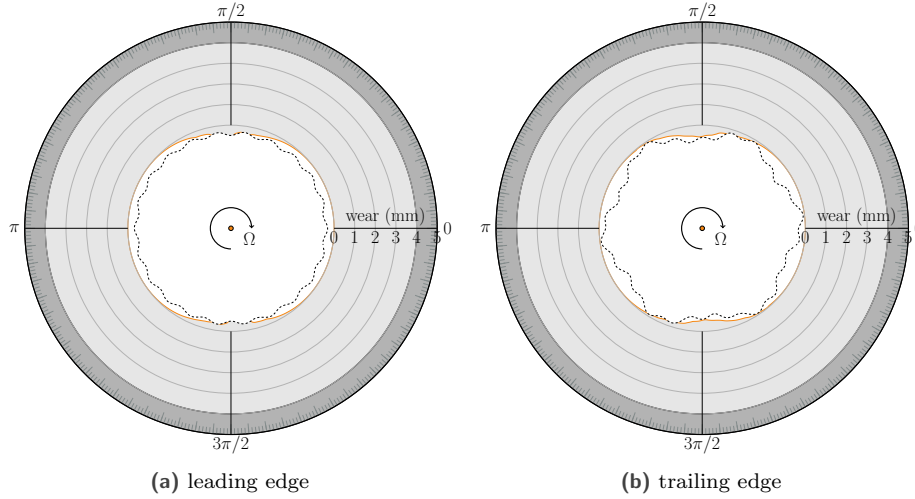 π/2 π/2
π wear (mm) 0 π wear (mm) 0
0 1 2 3 4 5 0 1 2 3 4 5
Ω Ω
3π/2 3π/2
(a) leading edge (b) trailing edge